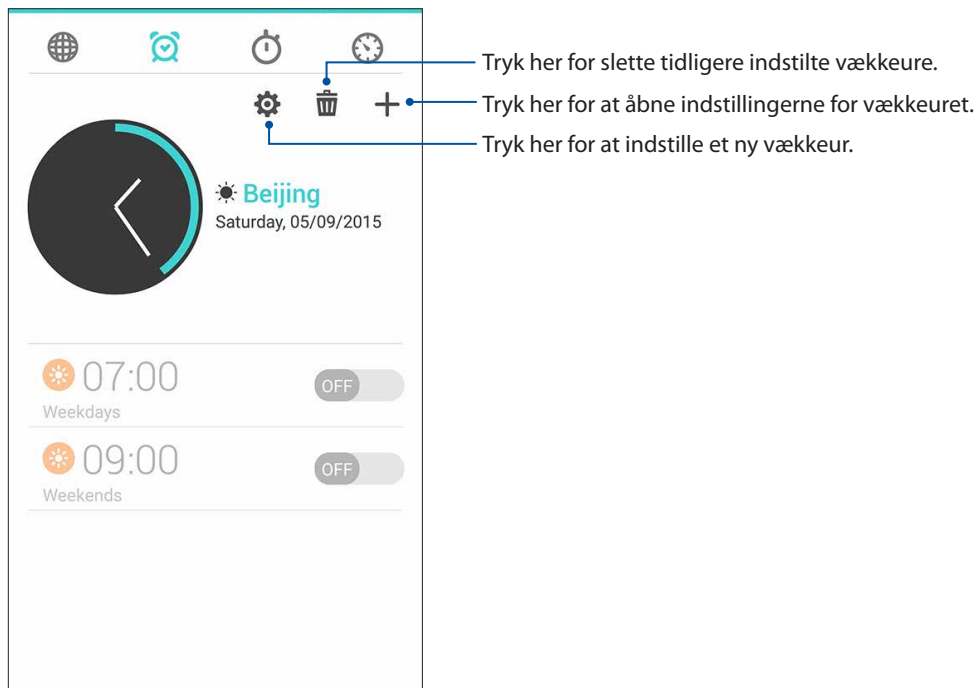 Tryk her for slette tidligere indstilte vækkeure.
Tryk her for at åbne indstillingerne for vækkeuret.
Tryk her for at indstille et ny vækkeur.
Beijing
Saturday, 05/09/2015
07:00
OFF
Weekdays
09:00
OFF
Weekends